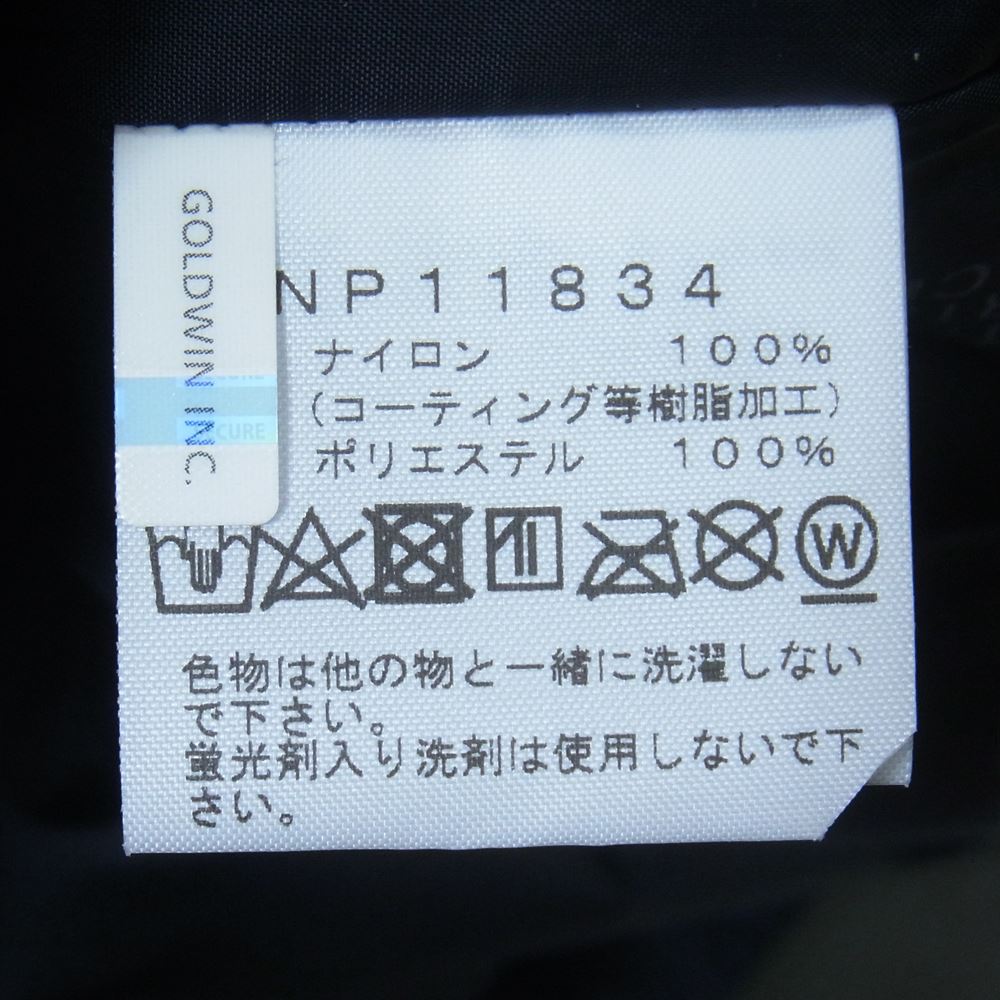 GOLDWIN INC.
CURE
NP11834
ナイロン 100%
(コーティング等樹脂加工)
ポリエステル 100%
W
色物は他の物と一緒に洗濯しない
で下さい。
蛍光剤入り洗剤は使用しないで下
さい。